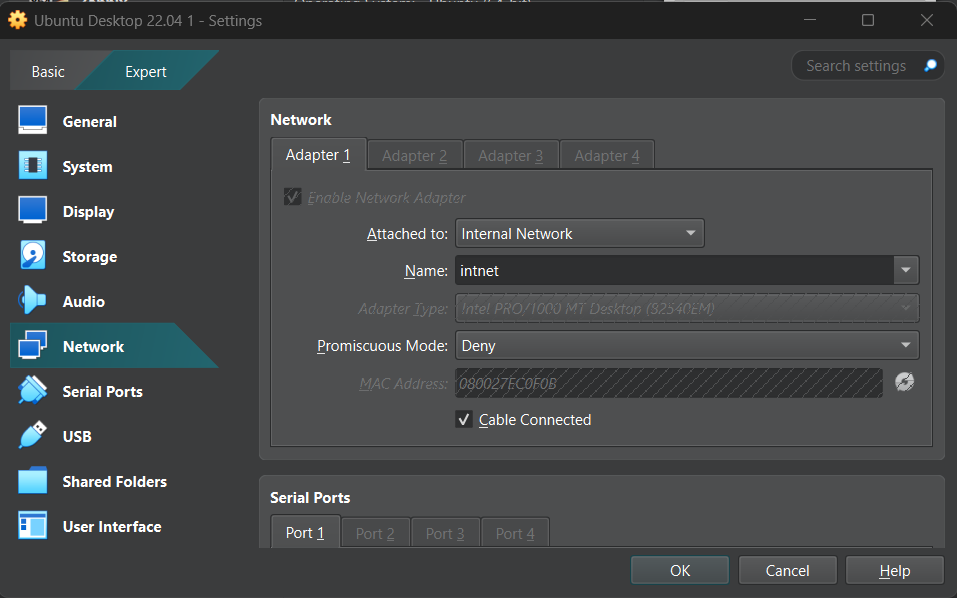 Ubuntu Desktop 22.04 1 - Settings
Basic
Expert
Search settings
General
System
Display
Storage
Audio
Network
Serial Ports
USB
Shared Folders
User Interface
Network
Adapter 1
Adapter 2
Adapter 3
Adapter 4
Enable Network Adapter
Attached to: Internal Network
Name: intnet
Adapter Type: Intel PRO/1000 MT Desktop (82540EM)
Promiscuous Mode: Deny
MAC Address: 080027EC0F0B
Cable Connected
Serial Ports
Port 1
Port 2
Port 3
Port 4
OK
Cancel
Help